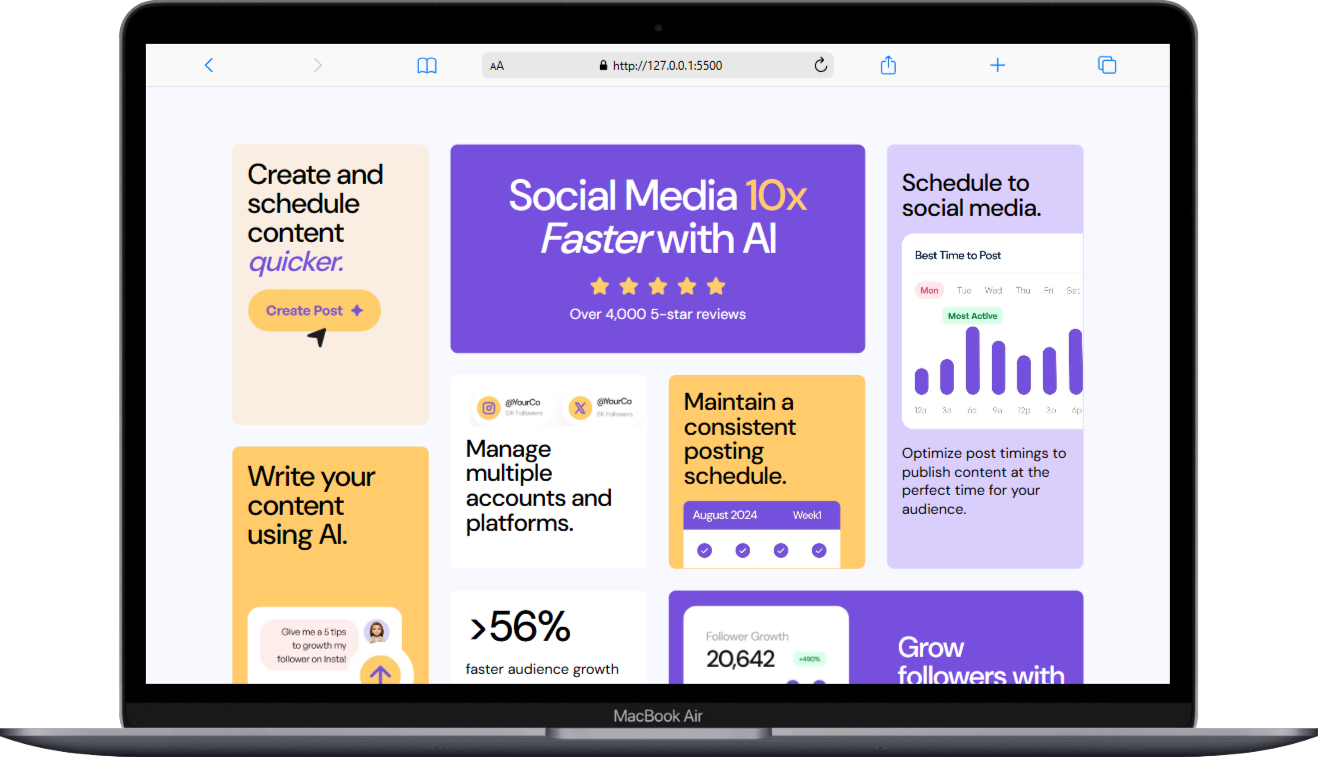 AA
http://127.0.0.1:5500
Create and
schedule
content
quicker.
Create Post
Social Media 10x
Faster with AI
Over 4,000 5-star reviews
Schedule to
social media.
Best Time to Post
Mon Tue Wed Thu Fri Sat
Most Active
12a 3a 6a 9a 12p 3p 6p
Optimize post timings to
publish content at the
perfect time for your
audience.
@YourCo
12K Followers
@YourCo
8K Followers
Manage
multiple
accounts and
platforms.
Maintain a
consistent
posting
schedule.
August 2024 Week1
Write your
content
using AI.
Give me a 5 tips
to growth my
follower on Insta!
>56%
faster audience growth
Follower Growth
20,642 +490%
Grow
followers with
MacBook Air